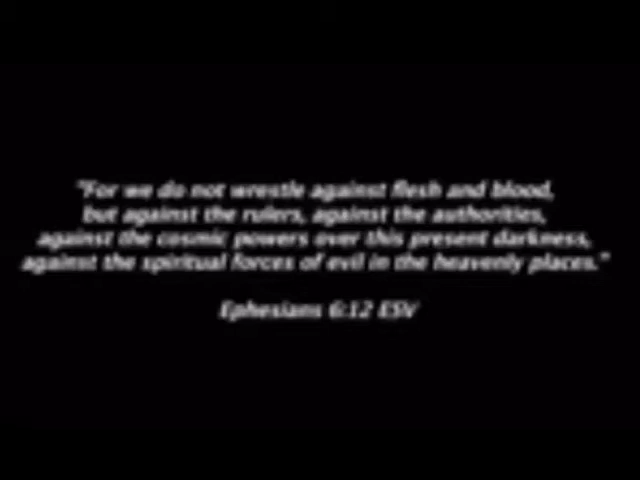 "For we do not wrestle against flesh and blood,
but against the rulers, against the authorities,
against the cosmic powers over this present darkness,
against the spiritual forces of evil in the heavenly places."
Ephesians 6:12 ESV